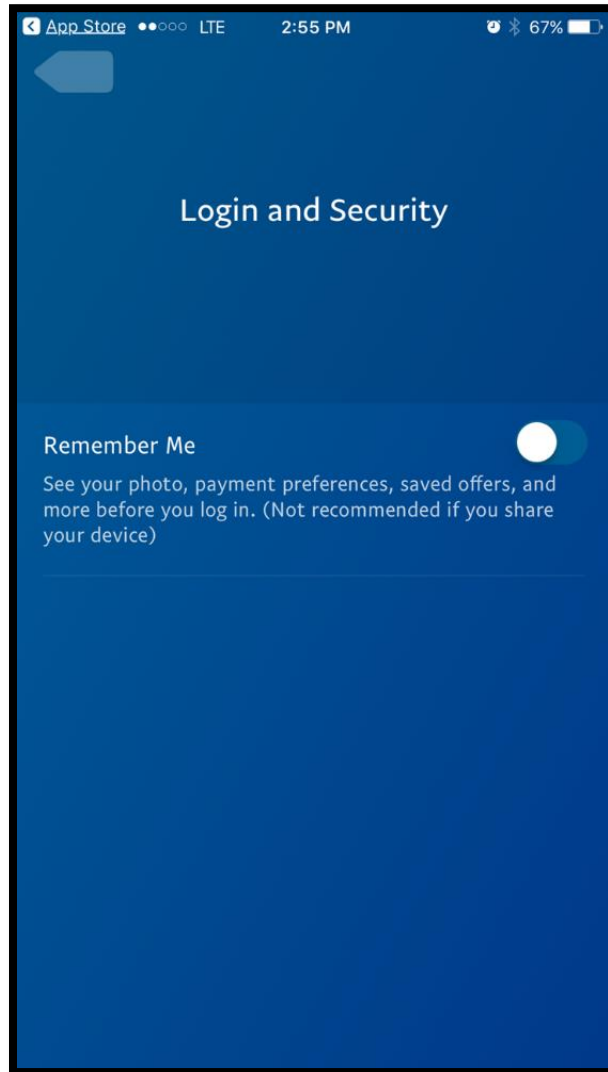 App Store LTE 2:55 PM 67%
Login and Security
Remember Me
See your photo, payment preferences, saved offers, and
more before you log in. (Not recommended if you share
your device)